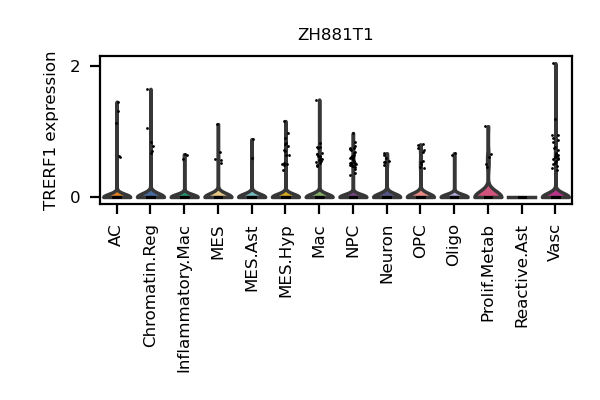 ZH881T1
TRERF1 expression
2
0
AC
Chromatin.Reg
Inflammatory.Mac
MES
MES.Ast
MES.Hyp
Mac
NPC
Neuron
OPC
Oligo
Prolif.Metab
Reactive.Ast
Vasc